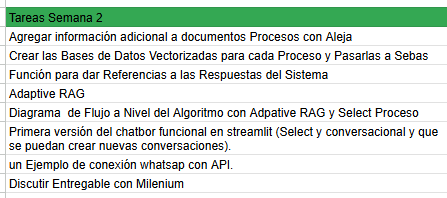 Tareas Semana 2
Agregar información adicional a documentos Procesos con Aleja
Crear las Bases de Datos Vectorizadas para cada Proceso y Pasarlas a Sebas
Función para dar Referencias a las Respuestas del Sistema
Adaptive RAG
Diagrama  de Flujo a Nivel del Algoritmo con Adpative RAG y Select Proceso
Primera versión del chatbor funcional en streamlit (Select y conversacional y que
se puedan crear nuevas conversaciones).
un Ejemplo de conexión whatsap con API.
Discutir Entregable con Milenium